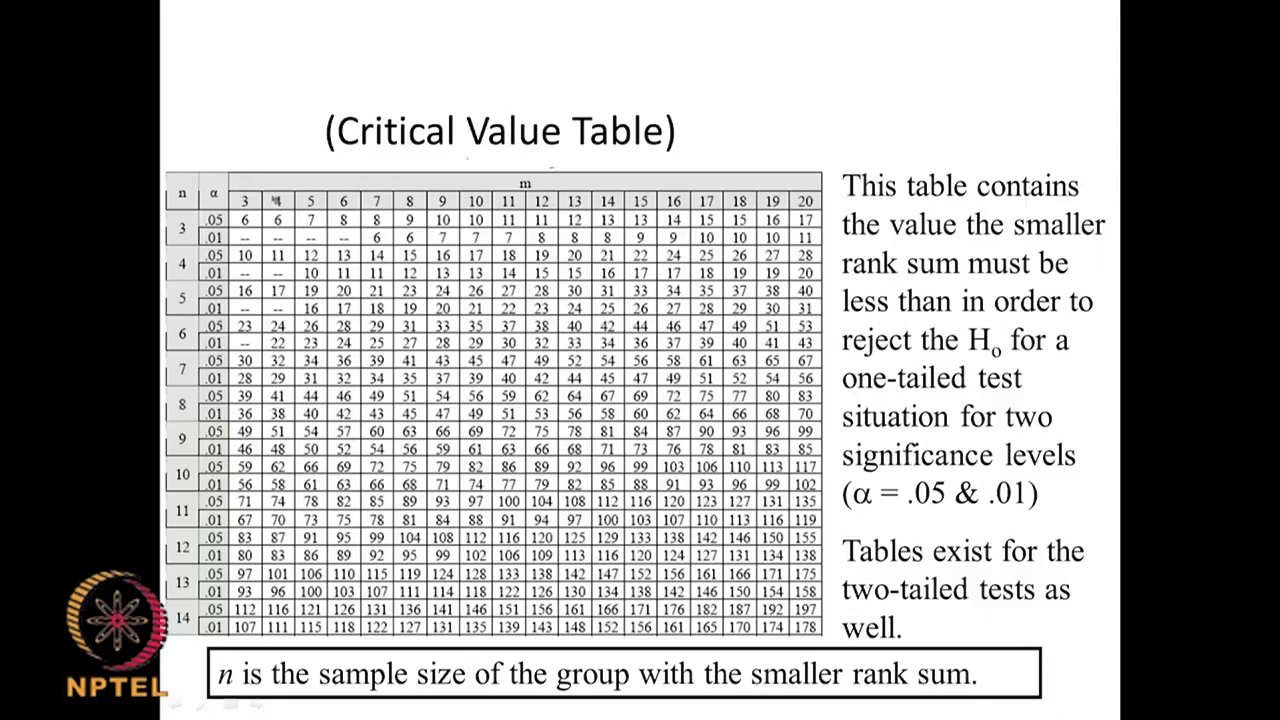 (Critical Value Table)
n α m
3 4 5 6 7 8 9 10 11 12 13 14 15 16 17 18 19 20
3 .05 6 6 7 8 8 9 10 10 11 11 12 13 13 14 15 15 16 17
.01 -- -- -- -- 6 6 7 7 7 8 8 8 9 9 10 10 10 11
4 .05 10 11 12 13 14 15 16 17 18 19 20 21 22 24 25 26 27 28
.01 -- -- 10 11 11 12 13 13 14 15 15 16 17 17 18 19 19 20
5 .05 16 17 19 20 21 23 24 26 27 28 30 31 33 34 35 37 38 40
.01 -- -- 16 17 18 19 20 21 22 23 24 25 26 27 28 29 30 31
6 .05 23 24 26 28 29 31 33 35 37 38 40 42 44 46 47 49 51 53
.01 -- 22 23 24 25 27 28 29 30 32 33 34 36 37 39 40 41 43
7 .05 30 32 34 36 39 41 43 45 47 49 52 54 56 58 61 63 65 67
.01 28 29 31 32 34 35 37 39 40 42 44 45 47 49 51 52 54 56
8 .05 39 41 44 46 49 51 54 56 59 62 64 67 69 72 75 77 80 83
.01 36 38 40 42 43 45 47 49 51 53 56 58 60 62 64 66 68 70
9 .05 49 51 54 57 60 63 66 69 72 75 78 81 84 87 90 93 96 99
.01 46 48 50 52 54 56 59 61 63 66 68 71 73 76 78 81 83 85
10 .05 59 62 66 69 72 75 79 82 86 89 92 96 99 103 106 110 113 117
.01 56 58 61 63 66 68 71 74 77 79 82 85 88 91 93 96 99 102
11 .05 71 74 78 82 85 89 93 97 100 104 108 112 116 120 123 127 131 135
.01 67 70 73 75 78 81 84 88 91 94 97 100 103 107 110 113 116 119
12 .05 83 87 91 95 99 104 108 112 116 120 125 129 133 138 142 146 150 155
.01 80 83 86 89 92 95 99 102 106 109 113 116 120 124 127 131 134 138
13 .05 97 101 106 110 115 119 124 128 133 138 142 147 152 156 161 166 171 175
.01 93 96 100 103 107 111 114 118 122 126 130 134 138 142 146 150 154 158
14 .05 112 116 121 126 131 136 141 146 151 156 161 166 171 176 182 187 192 197
.01 107 111 115 118 122 127 131 135 139 143 148 152 156 161 165 170 174 178
This table contains
the value the smaller
rank sum must be
less than in order to
reject the Ho for a
one-tailed test
situation for two
significance levels
(α = .05 & .01)
Tables exist for the
two-tailed tests as
well.
n is the sample size of the group with the smaller rank sum.
NPTEL